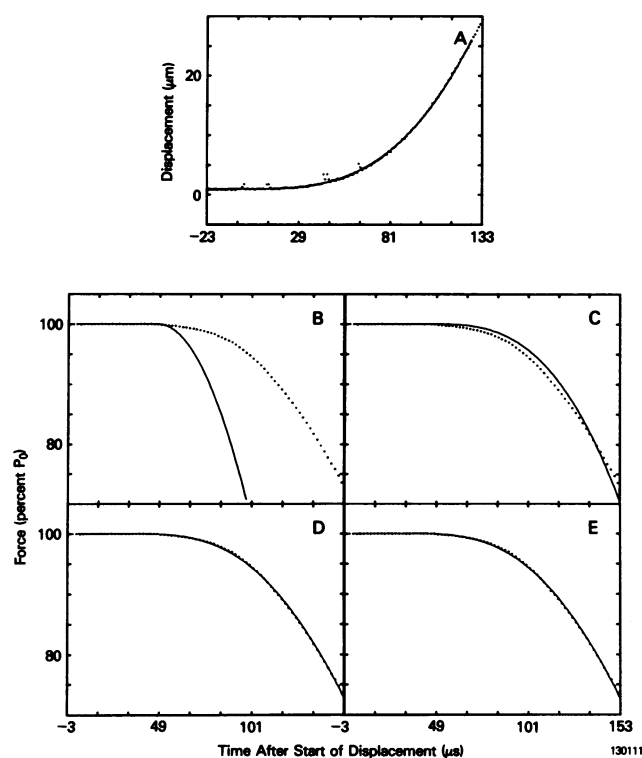 A
Displacement (μm)
20
0
−23
29
81
133
B
C
100
80
Force (percent P₀)
D
E
100
80
−3
49
101
−3
49
101
153
Time After Start of Displacement (μs)
130111